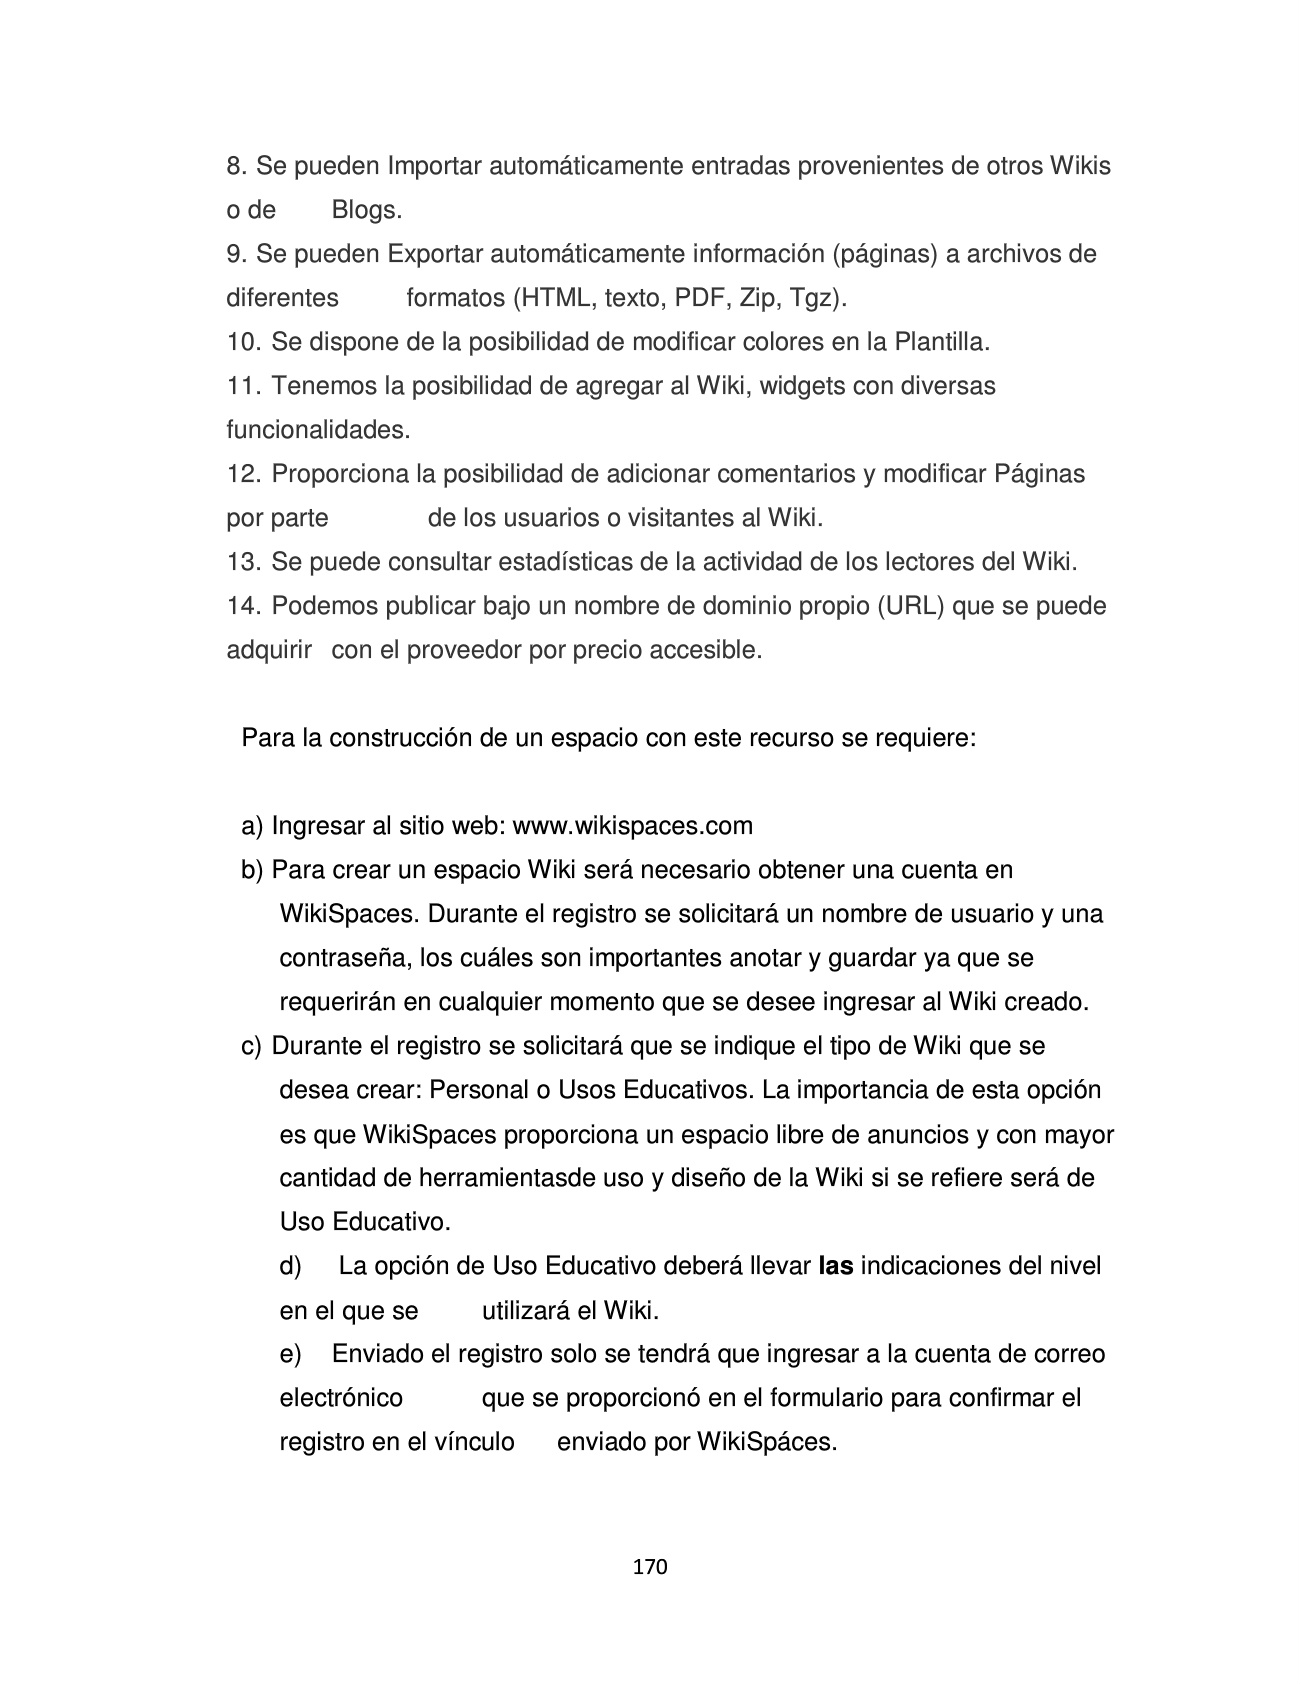 8. Se pueden Importar automáticamente entradas provenientes de otros Wikis
o de Blogs.
9. Se pueden Exportar automáticamente información (páginas) a archivos de
diferentes formatos (HTML, texto, PDF, Zip, Tgz).
10. Se dispone de la posibilidad de modificar colores en la Plantilla.
11. Tenemos la posibilidad de agregar al Wiki, widgets con diversas
funcionalidades.
12. Proporciona la posibilidad de adicionar comentarios y modificar Páginas
por parte de los usuarios o visitantes al Wiki.
13. Se puede consultar estadísticas de la actividad de los lectores del Wiki.
14. Podemos publicar bajo un nombre de dominio propio (URL) que se puede
adquirir con el proveedor por precio accesible.
Para la construcción de un espacio con este recurso se requiere:
a) Ingresar al sitio web: www.wikispaces.com
b) Para crear un espacio Wiki será necesario obtener una cuenta en
WikiSpaces. Durante el registro se solicitará un nombre de usuario y una
contraseña, los cuáles son importantes anotar y guardar ya que se
requerirán en cualquier momento que se desee ingresar al Wiki creado.
c) Durante el registro se solicitará que se indique el tipo de Wiki que se
desea crear: Personal o Usos Educativos. La importancia de esta opción
es que WikiSpaces proporciona un espacio libre de anuncios y con mayor
cantidad de herramientasde uso y diseño de la Wiki si se refiere será de
Uso Educativo.
d) La opción de Uso Educativo deberá llevar las indicaciones del nivel
en el que se utilizará el Wiki.
e) Enviado el registro solo se tendrá que ingresar a la cuenta de correo
electrónico que se proporcionó en el formulario para confirmar el
registro en el vínculo enviado por WikiSpáces.
170